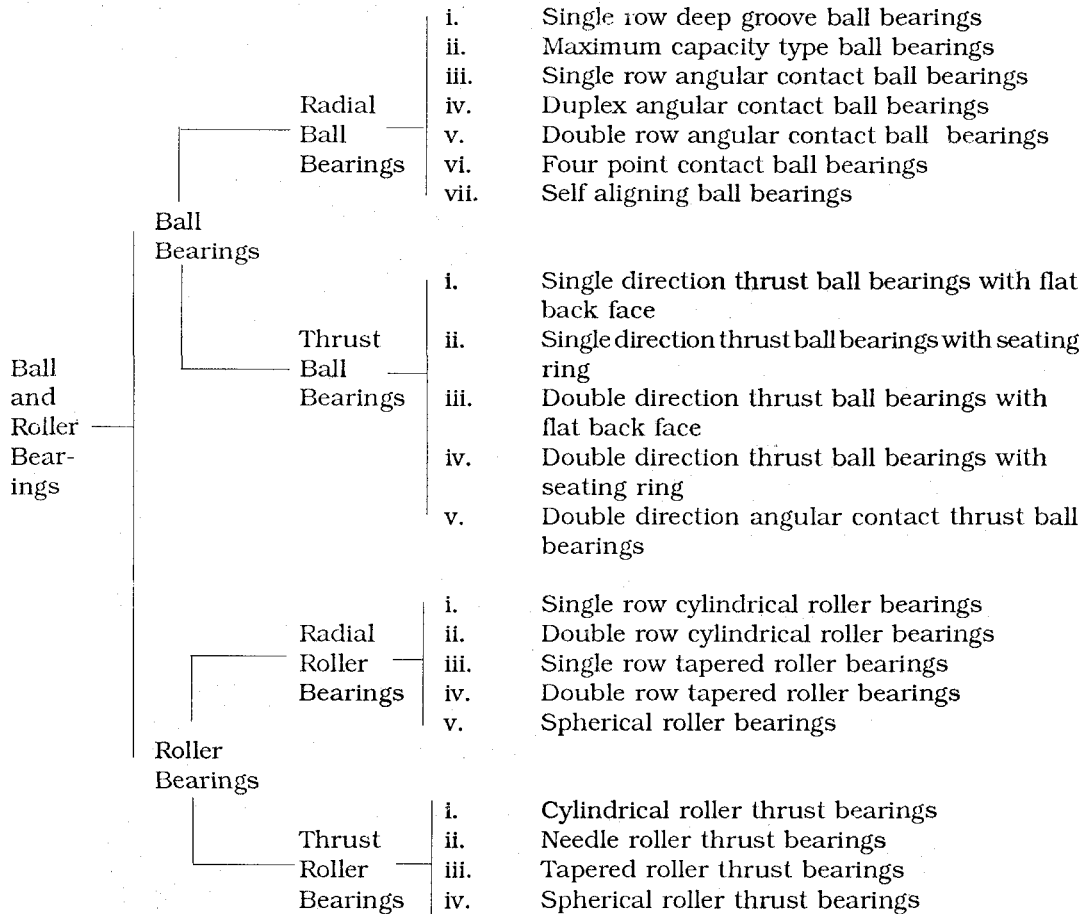 i. Single row deep groove ball bearings
ii. Maximum capacity type ball bearings
iii. Single row angular contact ball bearings
Radial iv. Duplex angular contact ball bearings
Ball v. Double row angular contact ball bearings
Bearings vi. Four point contact ball bearings
vii. Self aligning ball bearings
Ball
Bearings
i. Single direction thrust ball bearings with flat
back face
Thrust ii. Single direction thrust ball bearings with seating
Ball Ball ring
and Bearings iii. Double direction thrust ball bearings with
Roller flat back face
Bear- iv. Double direction thrust ball bearings with
ings seating ring
v. Double direction angular contact thrust ball
bearings
i. Single row cylindrical roller bearings
Radial ii. Double row cylindrical roller bearings
Roller iii. Single row tapered roller bearings
Bearings iv. Double row tapered roller bearings
v. Spherical roller bearings
Roller
Bearings
i. Cylindrical roller thrust bearings
Thrust ii. Needle roller thrust bearings
Roller iii. Tapered roller thrust bearings
Bearings iv. Spherical roller thrust bearings